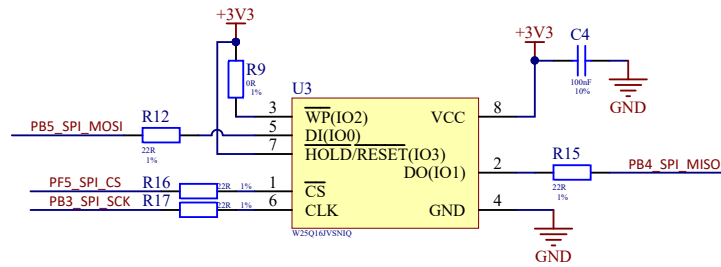 +3V3
+3V3
R9
0R
1%
U3
C4
100nF
10%
GND
3
WP(IO2)
VCC
8
R12
PB5_SPI_MOSI
22R
1%
5
DI(IO0)
7
HOLD/RESET(IO3)
DO(IO1)
2
R15
PB4_SPI_MISO
22R
1%
PF5_SPI_CS
R16
22R 1%
1
CS
PB3_SPI_SCK
R17
22R 1%
6
CLK
GND
4
W25Q16JVSNIQ
GND